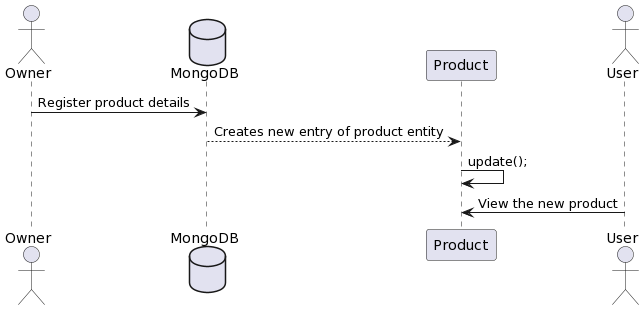 Owner
MongoDB
Product
User
Register product details
Creates new entry of product entity
update();
View the new product
Owner
MongoDB
Product
User